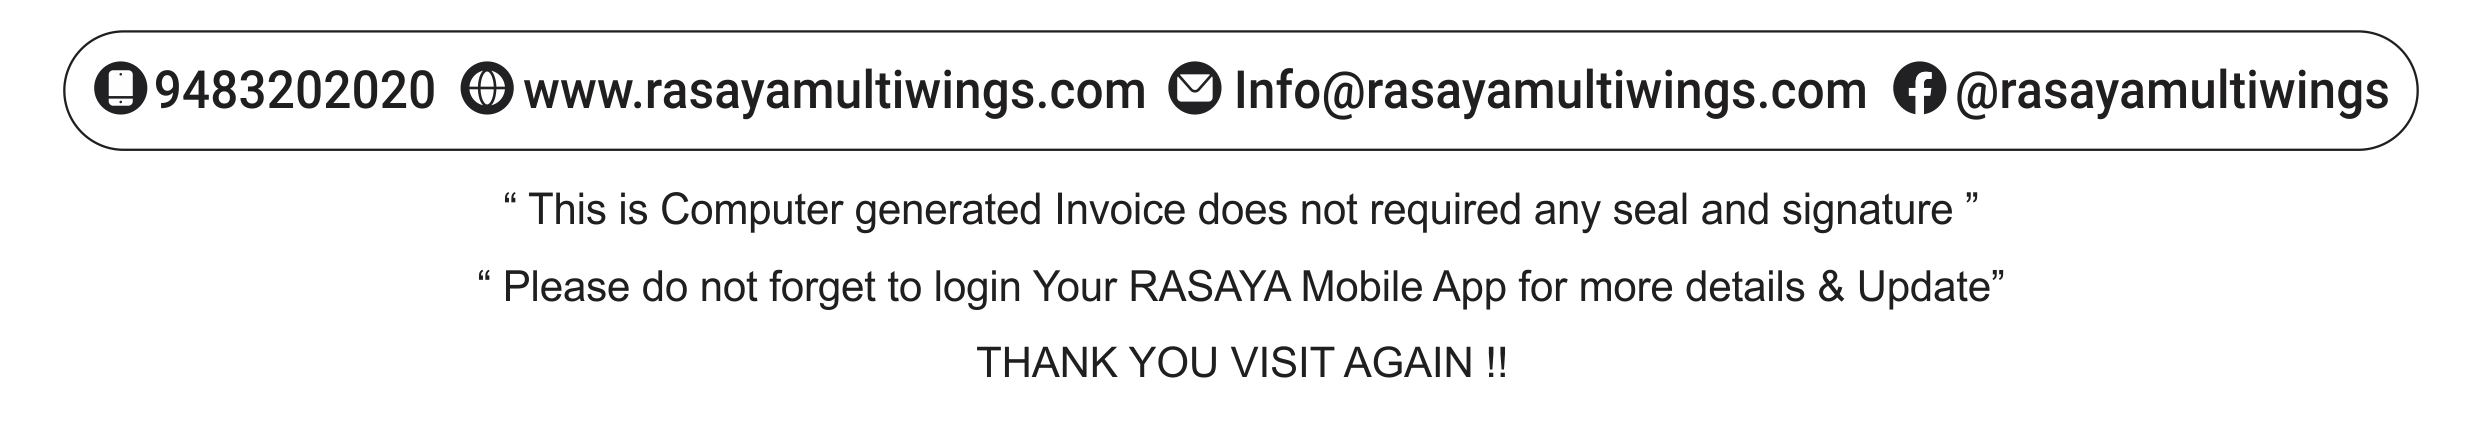 9483202020 www.rasayamultiwings.com Info@rasayamultiwings.com @rasayamultiwings
“ This is Computer generated Invoice does not required any seal and signature ”
“ Please do not forget to login Your RASAYA Mobile App for more details & Update”
THANK YOU VISIT AGAIN !!